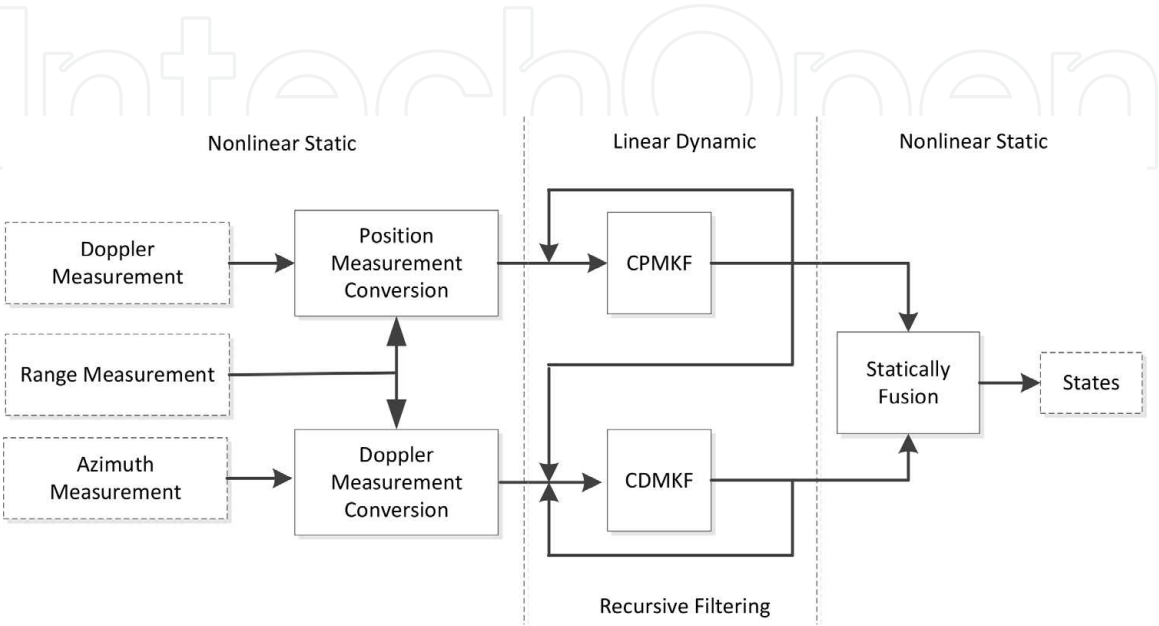 IntechOpen
Nonlinear Static
Linear Dynamic
Nonlinear Static
Doppler
Measurement
Position
Measurement
Conversion
CPMKF
Range Measurement
Statically
Fusion
States
Azimuth
Measurement
Doppler
Measurement
Conversion
CDMKF
Recursive Filtering